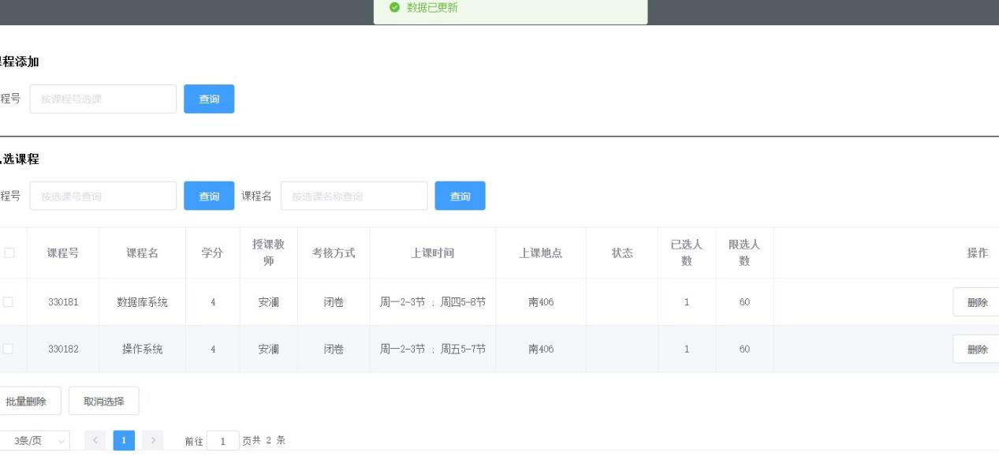 数据已更新
课程添加
程号 按课程号选课 查询
选课程
程号 按选课号查询 查询 课程名 按选课名称查询 查询
课程号 课程名 学分 授课教师 考核方式 上课时间 上课地点 状态 已选人数 限选人数 操作
330181 数据库系统 4 安澜 闭卷 周一2-3节 ; 周四5-8节 南406 1 60 删除
330182 操作系统 4 安澜 闭卷 周一2-3节 ; 周五5-7节 南406 1 60 删除
批量删除 取消选择
3条/页 1 前往 1 页共 2 条